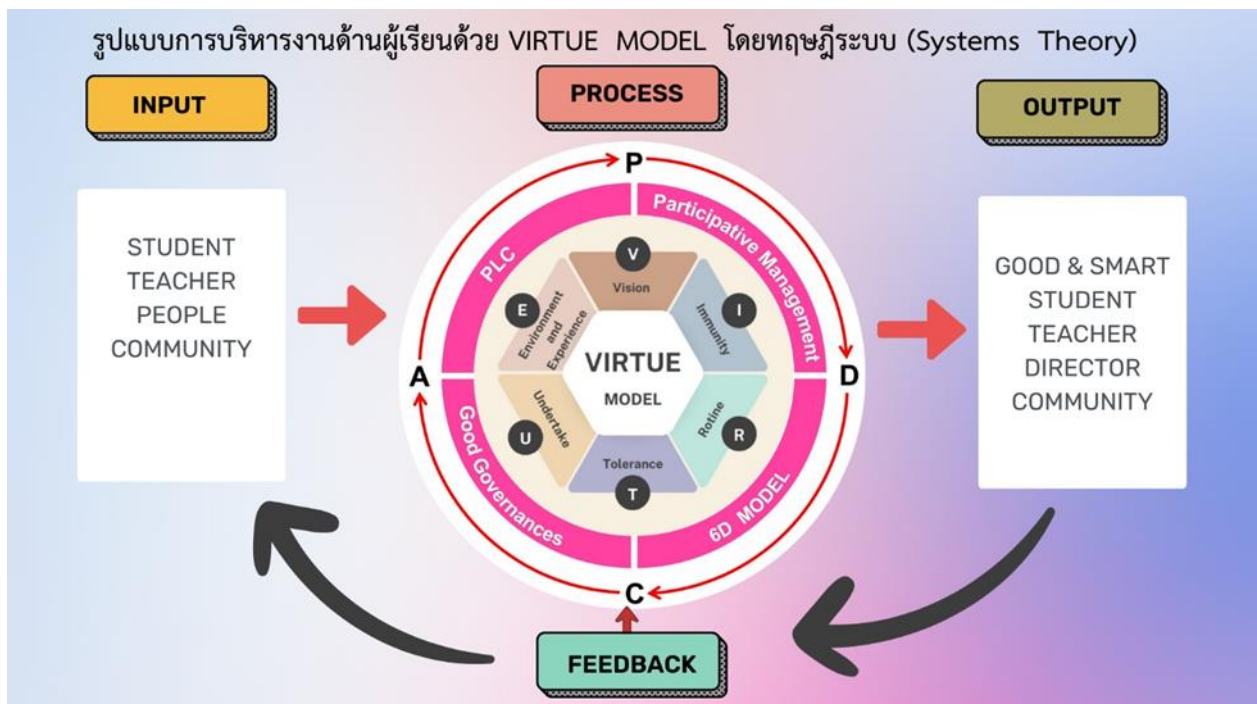 รูปแบบการบริหารงานด้านผู้เรียนด้วย VIRTUE MODEL โดยทฤษฎีระบบ (Systems Theory)
INPUT
PROCESS
OUTPUT
STUDENT
TEACHER
PEOPLE
COMMUNITY
P
D
C
A
PLC
Participative Management
6D MODEL
Good Governances
V
Vision
I
Immunity
R
Rotine
T
Tolerance
U
Undertake
E
Environment
and
Experience
VIRTUE
MODEL
GOOD & SMART
STUDENT
TEACHER
DIRECTOR
COMMUNITY
FEEDBACK